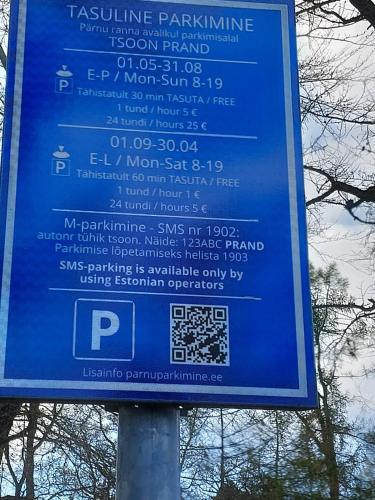 TASULINE PARKIMINE
Pärnu ranna avalikul parkimisalal
TSOON PRAND
01.05-31.08
E-P / Mon-Sun 8-19
Tähistatult 30 min TASUTA / FREE
1 tund / hour 5 €
24 tundi / hours 25 €
01.09-30.04
E-L / Mon-Sat 8-19
Tähistatult 60 min TASUTA / FREE
1 tund / hour 1 €
24 tundi / hours 5 €
M-parkimine - SMS nr 1902:
autonr tühik tsoon. Näide: 123ABC PRAND
Parkimise lõpetamiseks helista 1903
SMS-parking is available only by
using Estonian operators
P
Lisainfo parnuparkimine.ee